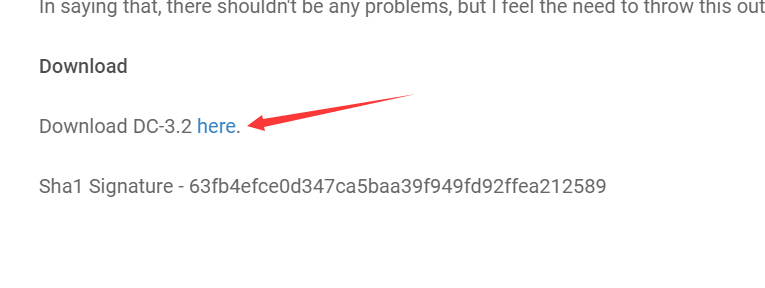 In saying that, there shouldn't be any problems, but I feel the need to throw this out
Download
Download DC-3.2 here.
Sha1 Signature - 63fb4efce0d347ca5baa39f949fd92ffea212589